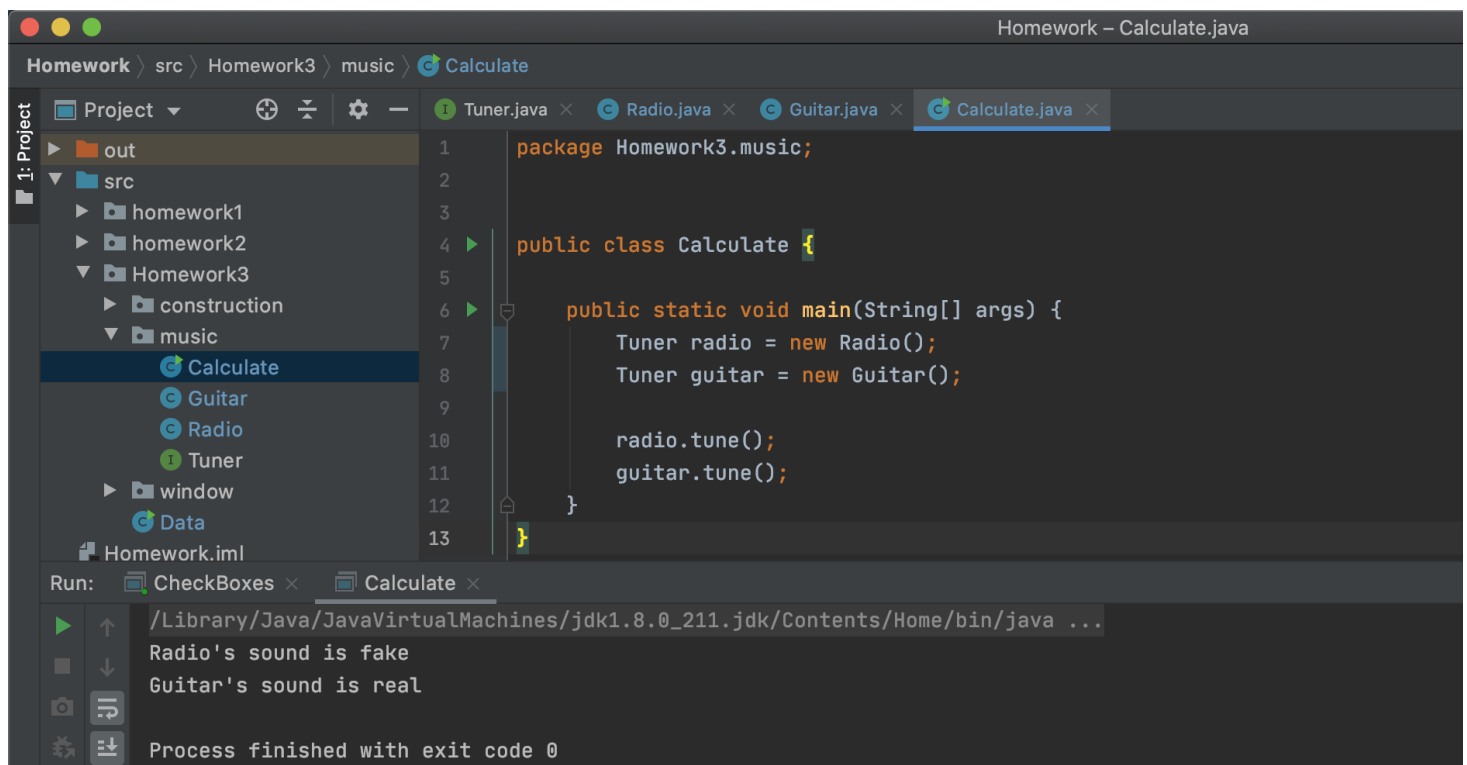 Homework – Calculate.java
Homework 〉 src 〉 Homework3 〉 music 〉 C Calculate
1: Project
Project
out
src
homework1
homework2
Homework3
construction
music
C Calculate
C Guitar
C Radio
I Tuner
window
C Data
Homework.iml
I Tuner.java × C Radio.java × C Guitar.java × C Calculate.java ×
1 package Homework3.music;
2
3
4 public class Calculate {
5
6 public static void main(String[] args) {
7 Tuner radio = new Radio();
8 Tuner guitar = new Guitar();
9
10 radio.tune();
11 guitar.tune();
12 }
13 }
Run: CheckBoxes × Calculate ×
/Library/Java/JavaVirtualMachines/jdk1.8.0_211.jdk/Contents/Home/bin/java ...
Radio's sound is fake
Guitar's sound is real
Process finished with exit code 0